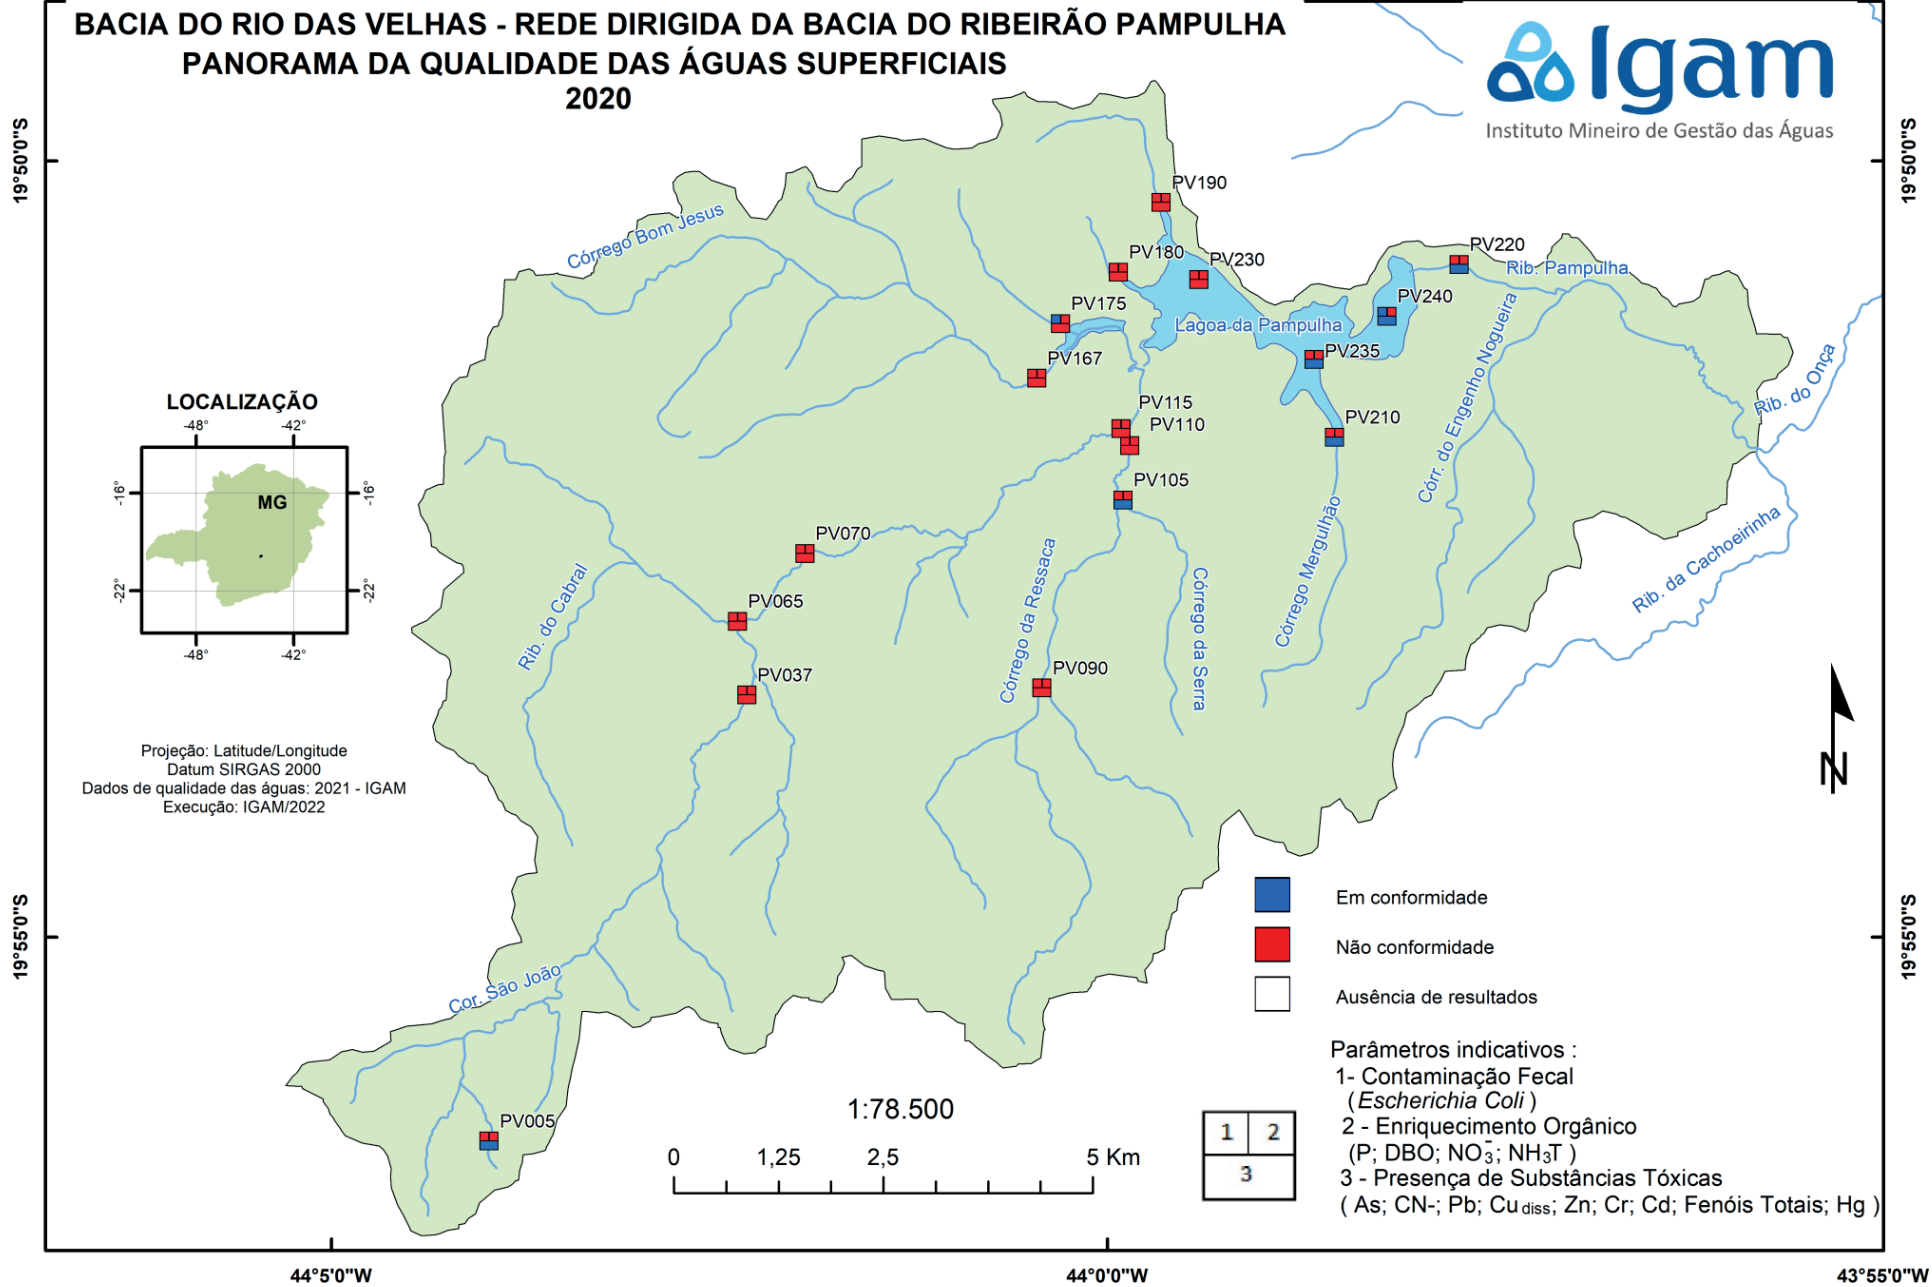 BACIA DO RIO DAS VELHAS - REDE DIRIGIDA DA BACIA DO RIBEIRÃO PAMPULHA
PANORAMA DA QUALIDADE DAS ÁGUAS SUPERFICIAIS
2020
Igam
Instituto Mineiro de Gestão das Águas
19°50'0"S
19°50'0"S
PV190
Córrego Bom Jesus
PV180
PV230
PV220
Rib. Pampulha
PV175
PV240
Lagoa da Pampulha
PV235
PV167
Córr. do Engenho Nogueira
Rib. do Onça
PV115
PV110
PV210
PV105
LOCALIZAÇÃO
-48
-42
-16°
-16°
MG
-22°
-22°
-48
-42
PV070
Rib. do Cabral
PV065
PV037
Córrego da Ressaca
PV090
Córrego da Serra
Córrego Mergulhão
Rib. da Cachoeirinha
N
Projeção: Latitude/Longitude
Datum SIRGAS 2000
Dados de qualidade das águas: 2021 - IGAM
Execução: IGAM/2022
19°55'0"S
19°55'0"S
Cor. São João
PV005
Em conformidade
Não conformidade
Ausência de resultados
1:78.500
0 1,25 2,5 5 Km
1 2
3
Parâmetros indicativos :
1- Contaminação Fecal
(Escherichia Coli )
2 - Enriquecimento Orgânico
(P; DBO; NO₃⁻; NH₃T )
3 - Presença de Substâncias Tóxicas
( As; CN-; Pb; Cu diss; Zn; Cr; Cd; Fenóis Totais; Hg )
44°5'0"W
44°0'0"W
43°55'0"W